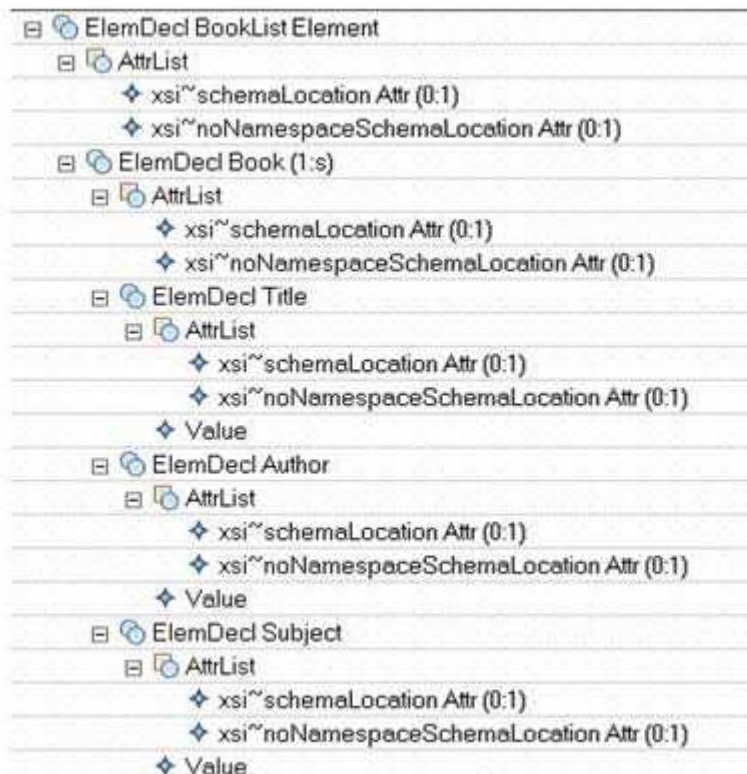 ElemDecl BookList Element
AttrList
xsi~schemaLocation Attr (0:1)
xsi~noNamespaceSchemaLocation Attr (0:1)
ElemDecl Book (1:s)
AttrList
xsi~schemaLocation Attr (0:1)
xsi~noNamespaceSchemaLocation Attr (0:1)
ElemDecl Title
AttrList
xsi~schemaLocation Attr (0:1)
xsi~noNamespaceSchemaLocation Attr (0:1)
Value
ElemDecl Author
AttrList
xsi~schemaLocation Attr (0:1)
xsi~noNamespaceSchemaLocation Attr (0:1)
Value
ElemDecl Subject
AttrList
xsi~schemaLocation Attr (0:1)
xsi~noNamespaceSchemaLocation Attr (0:1)
Value